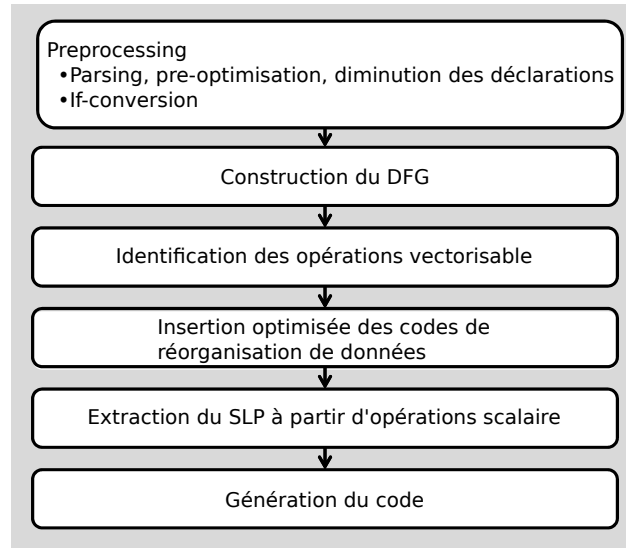 Preprocessing
•Parsing, pre-optimisation, diminution des déclarations
•If-conversion
Construction du DFG
Identification des opérations vectorisable
Insertion optimisée des codes de
réorganisation de données
Extraction du SLP à partir d'opérations scalaire
Génération du code